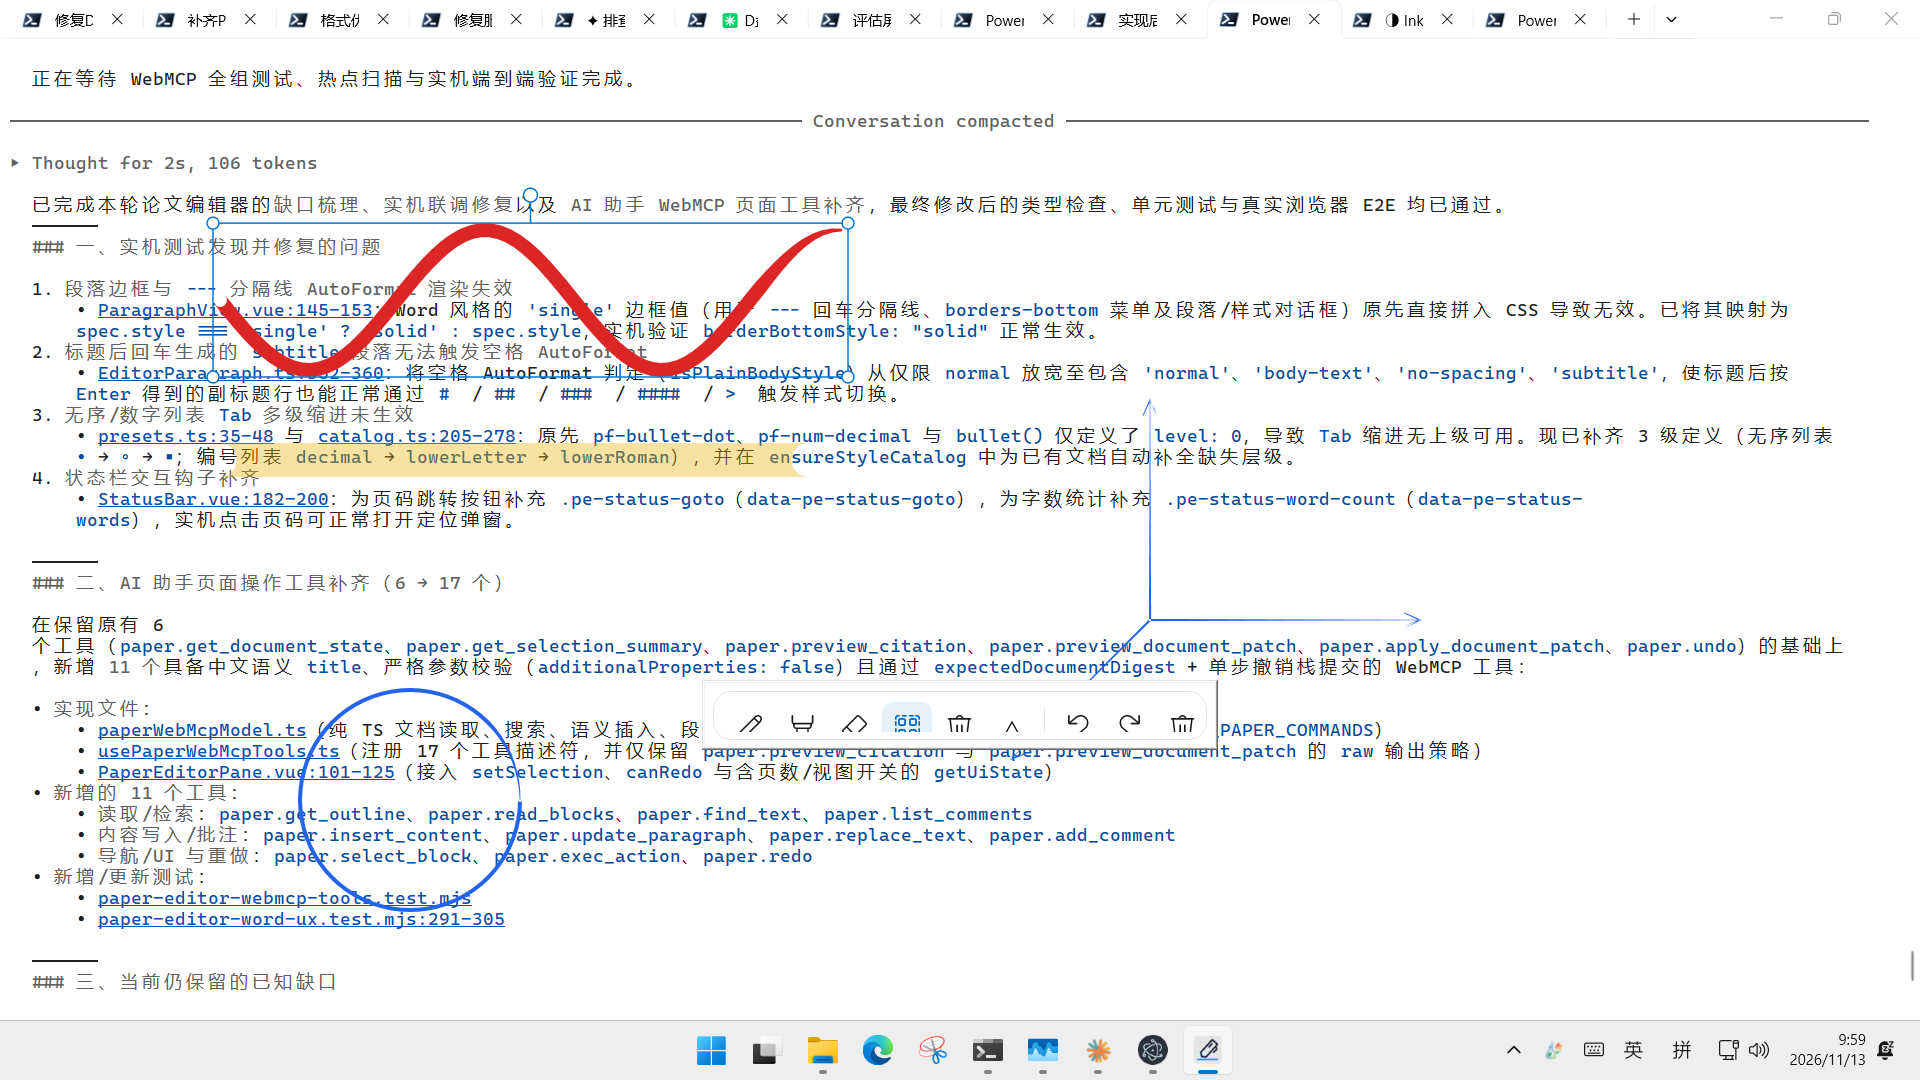 修复D
补齐P
格式优
修复服
✦ 排查
评估
Power
实现
Power
Ink
Power
正在等待 WebMCP 全组测试、热点扫描与实机端到端验证完成。
Conversation compacted
Thought for 2s, 106 tokens
已完成本轮论文编辑器的缺口梳理、实机联调修复以及 AI 助手 WebMCP 页面工具补齐，最终修改后的类型检查、单元测试与真实浏览器 E2E 均已通过。
### 一、实机测试发现并修复的问题
1. 段落边框与 --- 分隔线 AutoFormat 渲染失效
• ParagraphView.vue:145-153：Word 风格的 'single' 边框值（用于 --- 回车分隔线、borders-bottom 菜单及段落/样式对话框）原先直接拼入 CSS 导致无效。已将其映射为
spec.style === 'single' ? 'solid' : spec.style，实机验证 borderBottomStyle: "solid" 正常生效。
2. 标题后回车生成的 subtitle 段落无法触发空格 AutoFormat
• EditorParagraph.ts:352-360：将空格 AutoFormat 判定（isPlainBodyStyle）从仅限 normal 放宽至包含 'normal'、'body-text'、'no-spacing'、'subtitle'，使标题后按
Enter 得到的副标题行也能正常通过 # / ## / ### / #### / > 触发样式切换。
3. 无序/数字列表 Tab 多级缩进未生效
• presets.ts:35-48 与 catalog.ts:205-278：原先 pf-bullet-dot、pf-num-decimal 与 bullet() 仅定义了 level: 0，导致 Tab 缩进无上级可用。现已补齐 3 级定义（无序列表
• → ◦ → ▪；编号列表 decimal → lowerLetter → lowerRoman），并在 ensureStyleCatalog 中为已有文档自动补全缺失层级。
4. 状态栏交互钩子补齐
• StatusBar.vue:182-200：为页码跳转按钮补充 .pe-status-goto（data-pe-status-goto），为字数统计补充 .pe-status-word-count（data-pe-status-
words），实机点击页码可正常打开定位弹窗。
### 二、AI 助手页面操作工具补齐（6 → 17 个）
在保留原有 6
个工具（paper.get_document_state、paper.get_selection_summary、paper.preview_citation、paper.preview_document_patch、paper.apply_document_patch、paper.undo）的基础上
，新增 11 个具备中文语义 title、严格参数校验（additionalProperties: false）且通过 expectedDocumentDigest + 单步撤销栈提交的 WebMCP 工具：
• 实现文件：
• paperWebMcpModel.ts（纯 TS 文档读取、搜索、语义插入、段 PAPER_COMMANDS）
• usePaperWebMcpTools.ts（注册 17 个工具描述符，并仅保留 paper.preview_citation 与 paper.preview_document_patch 的 raw 输出策略）
• PaperEditorPane.vue:101-125（接入 setSelection、canRedo 与含页数/视图开关的 getUiState）
• 新增的 11 个工具：
• 读取/检索：paper.get_outline、paper.read_blocks、paper.find_text、paper.list_comments
• 内容写入/批注：paper.insert_content、paper.update_paragraph、paper.replace_text、paper.add_comment
• 导航/UI 与重做：paper.select_block、paper.exec_action、paper.redo
• 新增/更新测试：
• paper-editor-webmcp-tools.test.mjs
• paper-editor-word-ux.test.mjs:291-305
### 三、当前仍保留的已知缺口
英
拼
9:59
2026/11/13